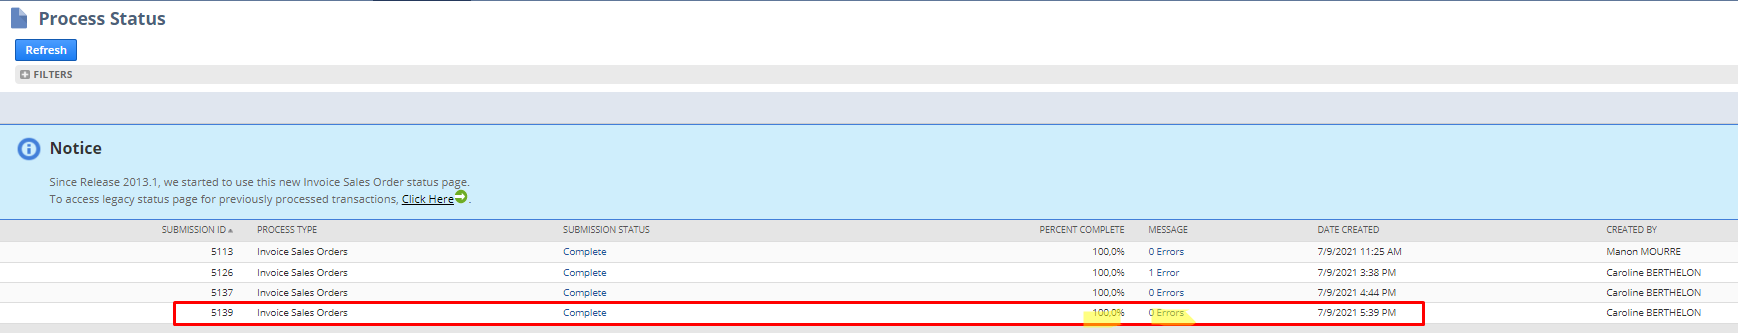 Process Status
Refresh
FILTERS
Notice
Since Release 2013.1, we started to use this new Invoice Sales Order status page.
To access legacy status page for previously processed transactions, Click Here.
SUBMISSION ID PROCESS TYPE SUBMISSION STATUS PERCENT COMPLETE MESSAGE DATE CREATED CREATED BY
5113 Invoice Sales Orders Complete 100,0% 0 Errors 7/9/2021 11:25 AM Manon MOURRE
5126 Invoice Sales Orders Complete 100,0% 1 Error 7/9/2021 3:38 PM Caroline BERTHELON
5137 Invoice Sales Orders Complete 100,0% 0 Errors 7/9/2021 4:44 PM Caroline BERTHELON
5139 Invoice Sales Orders Complete 100,0% 0 Errors 7/9/2021 5:39 PM Caroline BERTHELON